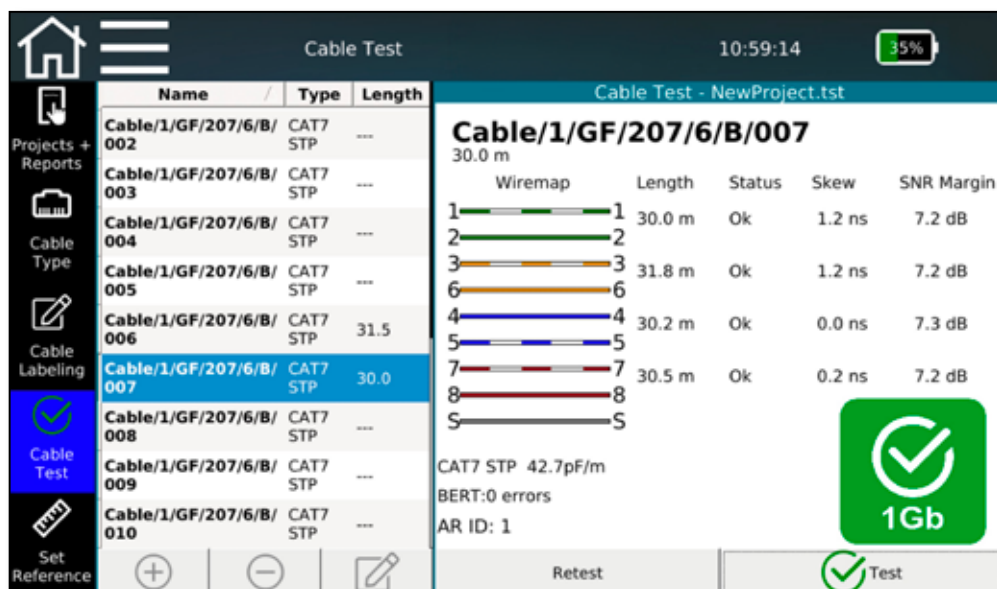 Cable Test
10:59:14
35%
Projects +
Reports
Cable
Type
Cable
Labeling
Cable
Test
Set
Reference
Name / Type Length
Cable/1/GF/207/6/B/ CAT7
002 STP ---
Cable/1/GF/207/6/B/ CAT7
003 STP ---
Cable/1/GF/207/6/B/ CAT7
004 STP ---
Cable/1/GF/207/6/B/ CAT7
005 STP ---
Cable/1/GF/207/6/B/ CAT7
006 STP 31.5
Cable/1/GF/207/6/B/ CAT7
007 STP 30.0
Cable/1/GF/207/6/B/ CAT7
008 STP ---
Cable/1/GF/207/6/B/ CAT7
009 STP ---
Cable/1/GF/207/6/B/ CAT7
010 STP ---
Cable Test - NewProject.tst
Cable/1/GF/207/6/B/007
30.0 m
Wiremap Length Status Skew SNR Margin
1 1 30.0 m Ok 1.2 ns 7.2 dB
2 2
3 3 31.8 m Ok 1.2 ns 7.2 dB
6 6
4 4 30.2 m Ok 0.0 ns 7.3 dB
5 5
7 7 30.5 m Ok 0.2 ns 7.2 dB
8 8
S S
CAT7 STP 42.7pF/m
BERT:0 errors
AR ID: 1
1Gb
Retest
Test